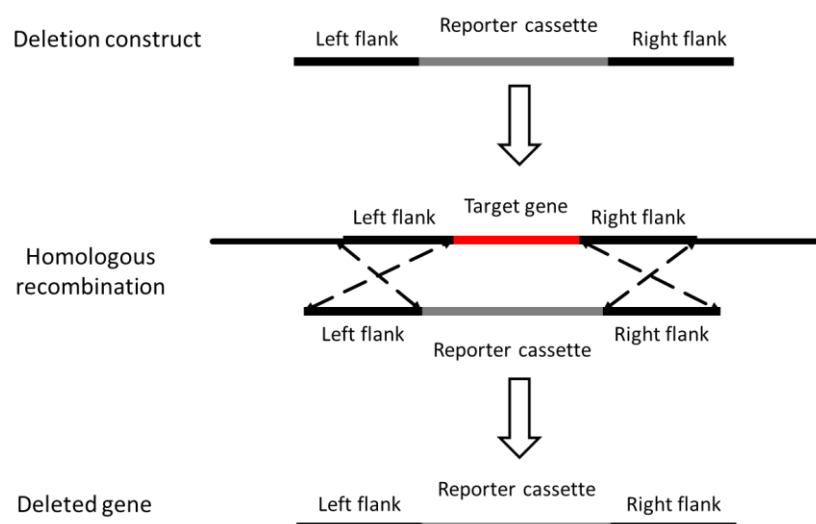 Deletion construct
Left flank
Reporter cassette
Right flank
Left flank
Target gene
Right flank
Homologous
recombination
Left flank
Reporter cassette
Right flank
Deleted gene
Left flank
Reporter cassette
Right flank